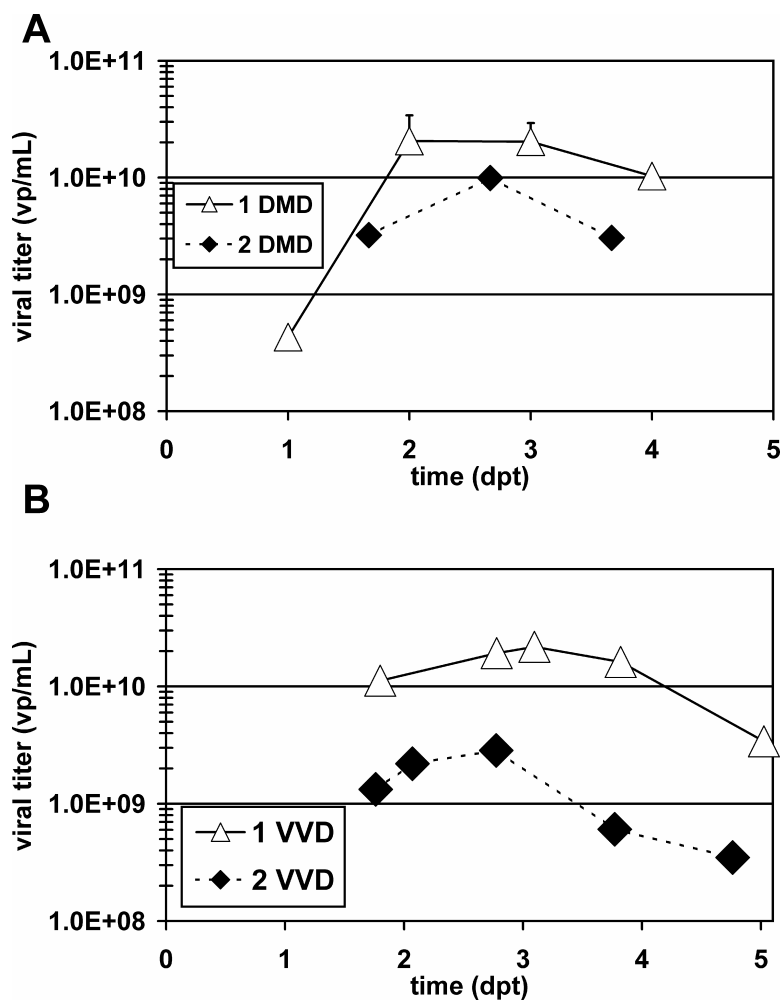 A
1.0E+11
1.0E+10
1.0E+09
1.0E+08
viral titer (vp/mL)
1 DMD
2 DMD
0 1 2 3 4 5
time (dpt)
B
1.0E+11
1.0E+10
1.0E+09
1.0E+08
viral titer (vp/mL)
1 VVD
2 VVD
0 1 2 3 4 5
time (dpt)